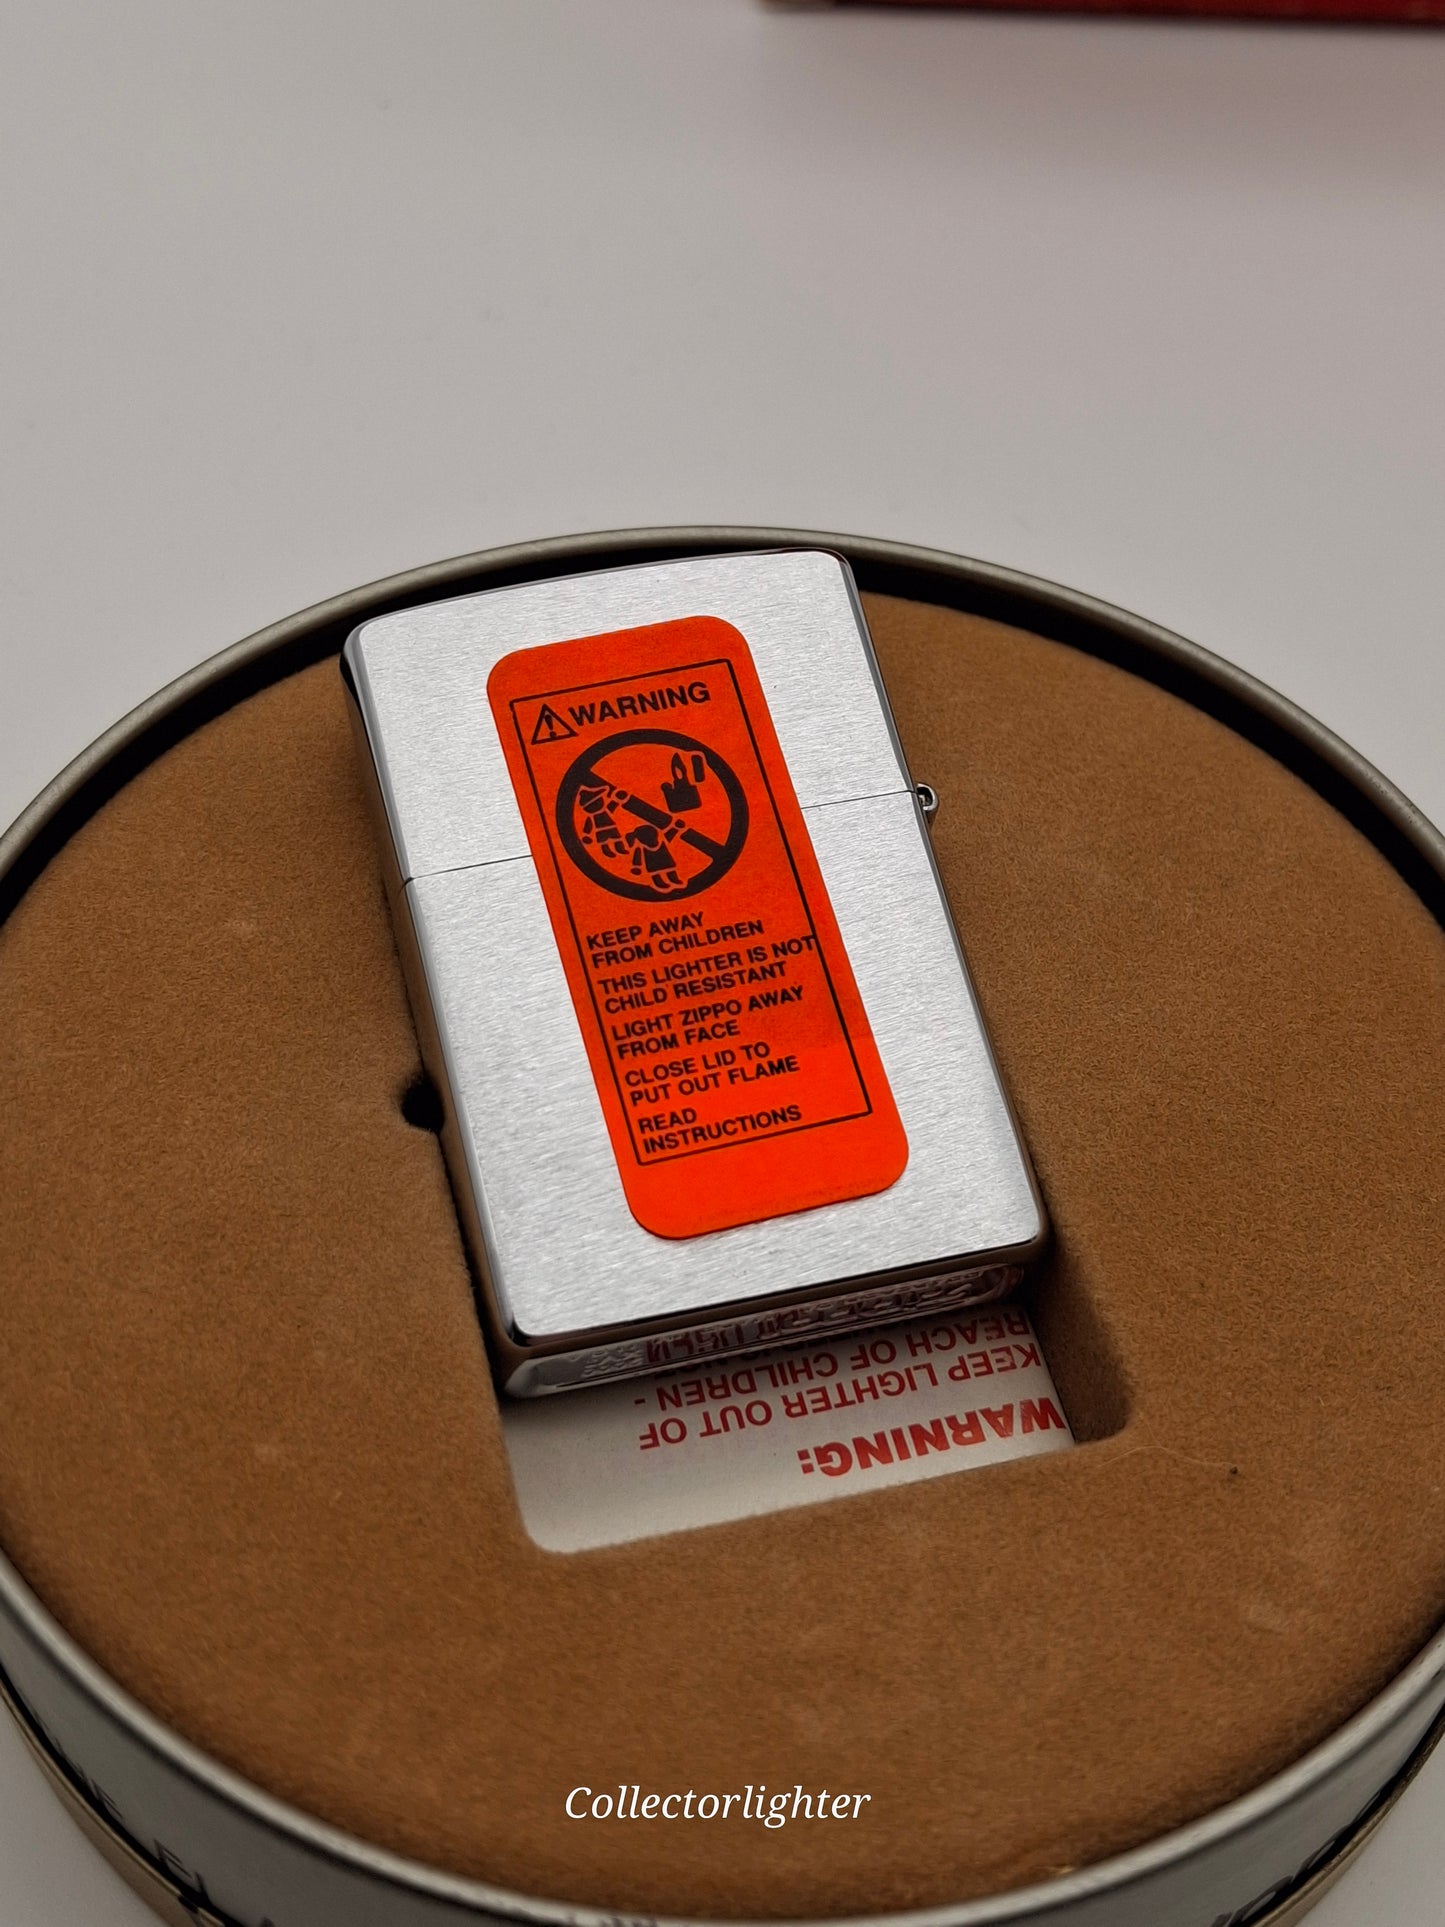 WARNING
KEEP AWAY
FROM CHILDREN
THIS LIGHTER IS NOT
CHILD RESISTANT
LIGHT ZIPPO AWAY
FROM FACE
CLOSE LID TO
PUT OUT FLAME
READ
INSTRUCTIONS
WARNING:
KEEP LIGHTER OUT OF
REACH OF CHILDREN -
Collectorlighter